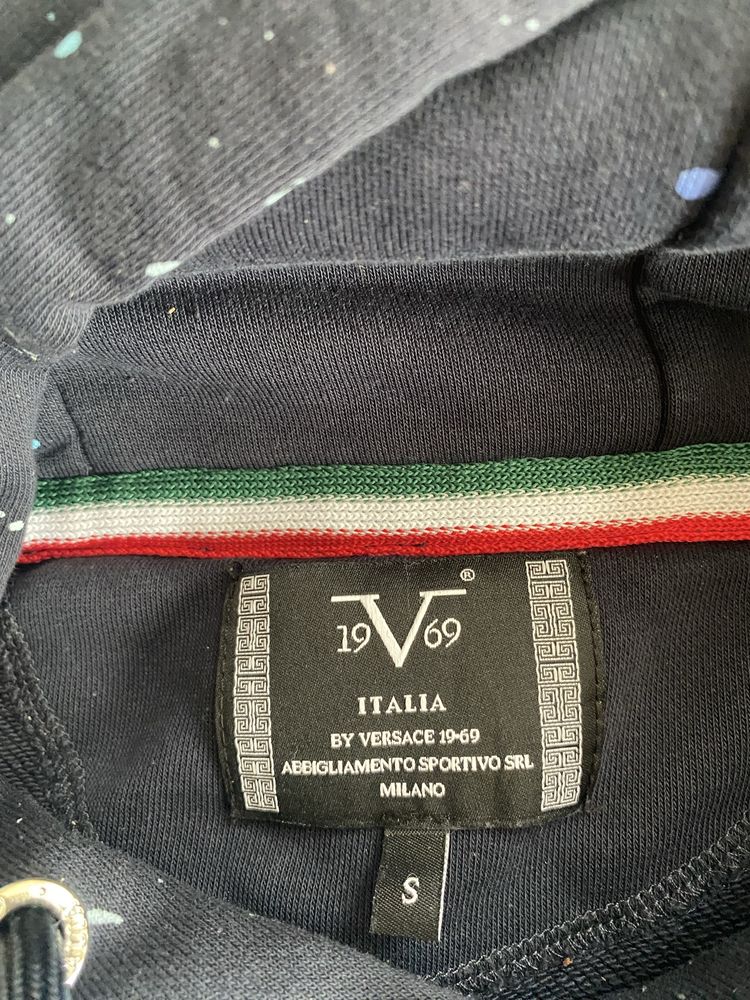 ®
19V69
ITALIA
BY VERSACE 19•69
ABBIGLIAMENTO SPORTIVO SRL
MILANO
S